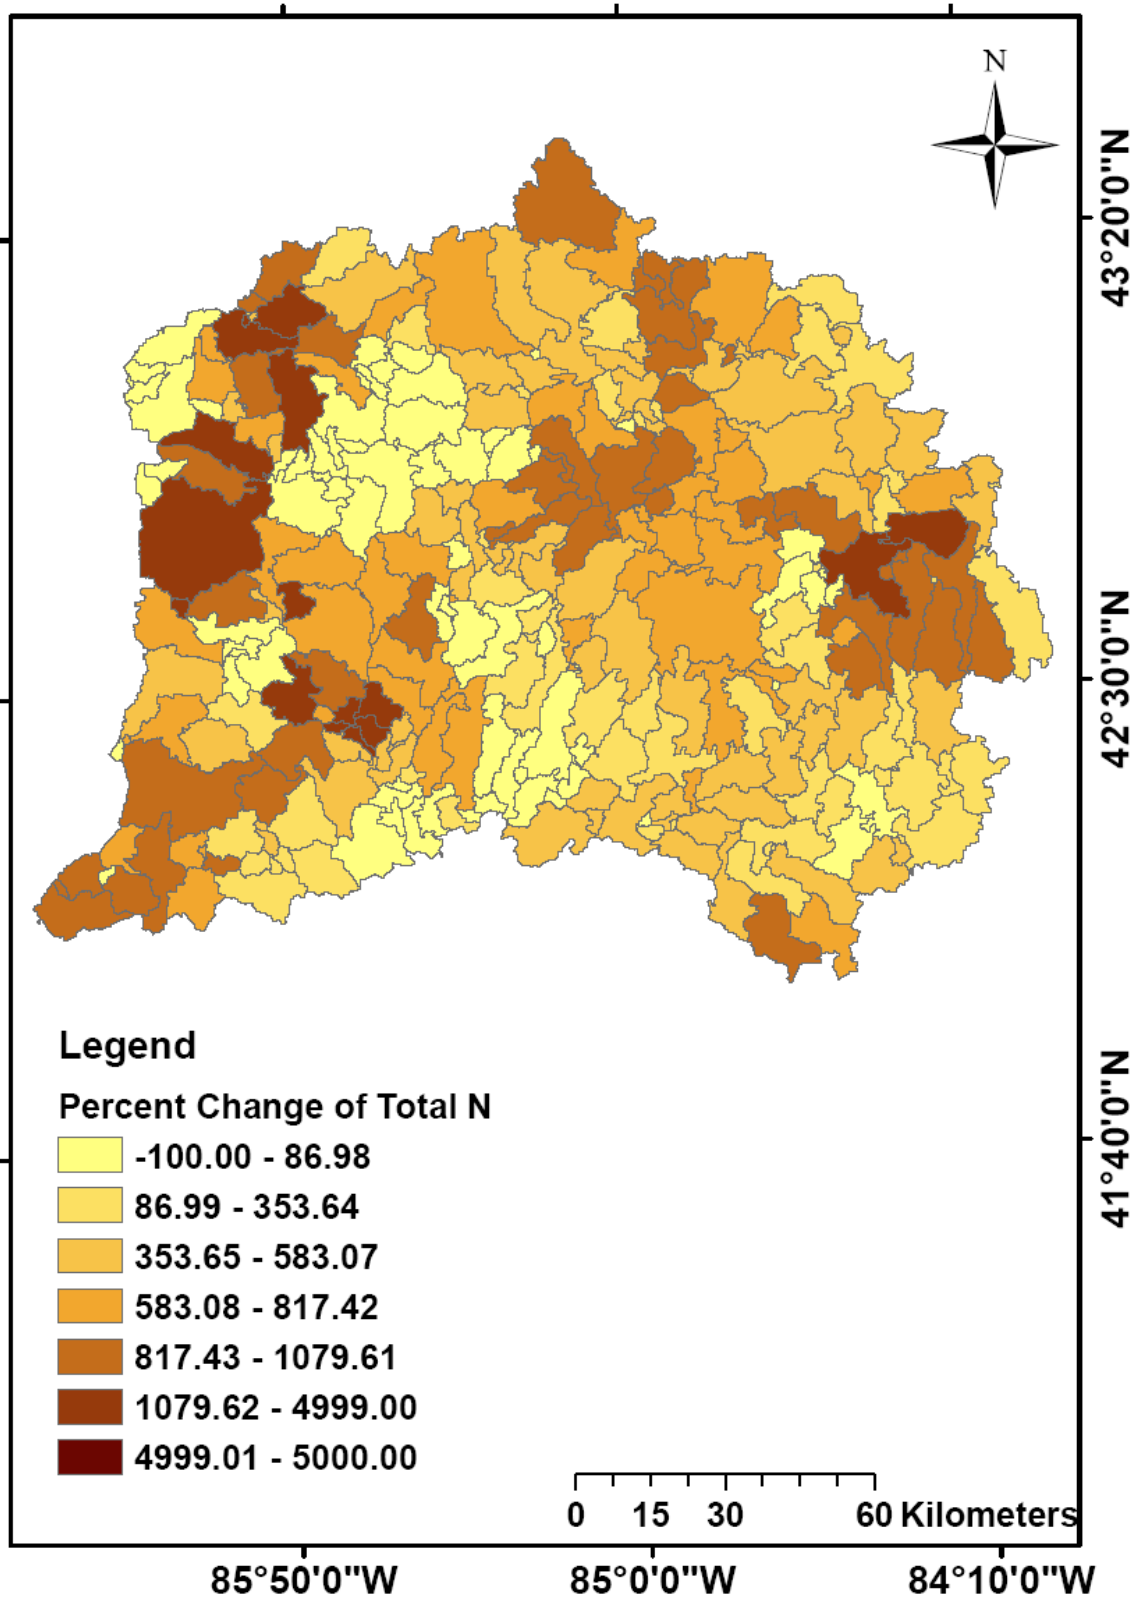 N
43°20'0"N
42°30'0"N
41°40'0"N
Legend
Percent Change of Total N
-100.00 - 86.98
86.99 - 353.64
353.65 - 583.07
583.08 - 817.42
817.43 - 1079.61
1079.62 - 4999.00
4999.01 - 5000.00
0 15 30 60 Kilometers
85°50'0"W 85°0'0"W 84°10'0"W